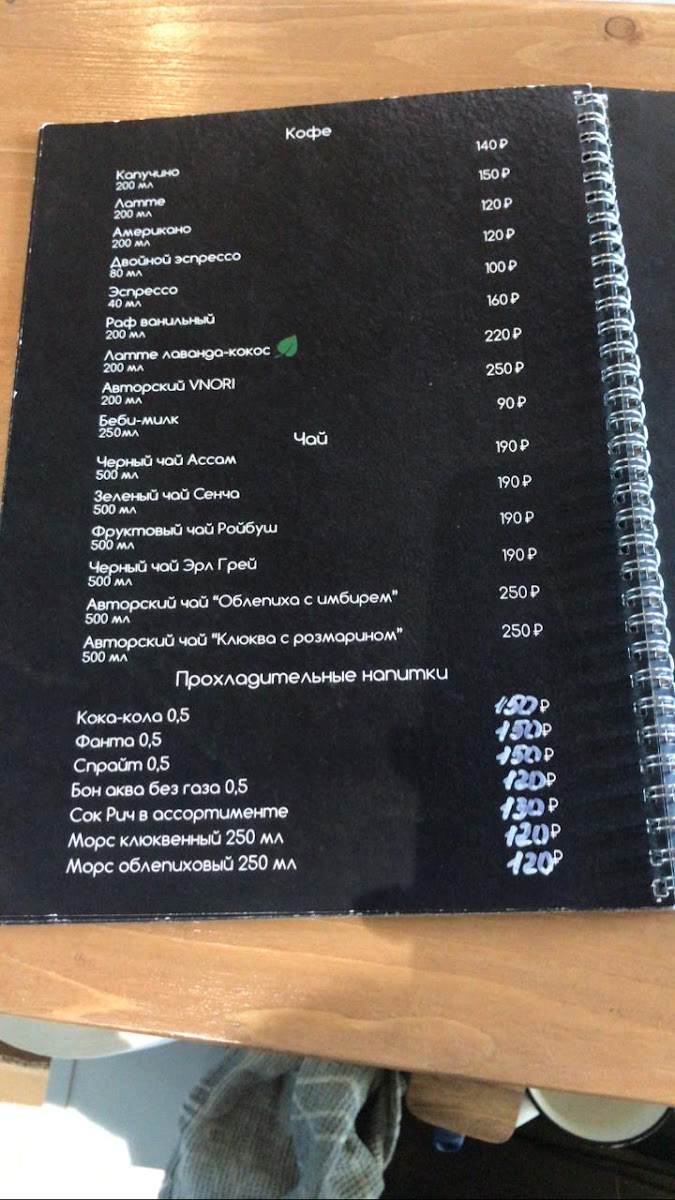 Кофе
Капучино 140₽
200 мл
Латте 150₽
200 мл
Американо 120₽
200 мл
Двойной эспрессо 120₽
80 мл
Эспрессо 100₽
40 мл
Раф ванильный 160₽
200 мл
Латте лаванда-кокос 220₽
200 мл
Авторский VNORI 250₽
200 мл
Беби-милк 90₽
250мл
Чай
Черный чай Ассам 190₽
500 мл
Зеленый чай Сенча 190₽
500 мл
Фруктовый чай Ройбуш 190₽
500 мл
Черный чай Эрл Грей 190₽
500 мл
Авторский чай "Облепиха с имбирем" 250₽
500 мл
Авторский чай "Клюква с розмарином" 250₽
500 мл
Прохладительные напитки
Кока-кола 0,5 150₽
Фанта 0,5 150₽
Спрайт 0,5 150₽
Бон аква без газа 0,5 120₽
Сок Рич в ассортименте 130₽
Морс клюквенный 250 мл 120₽
Морс облепиховый 250 мл 120₽